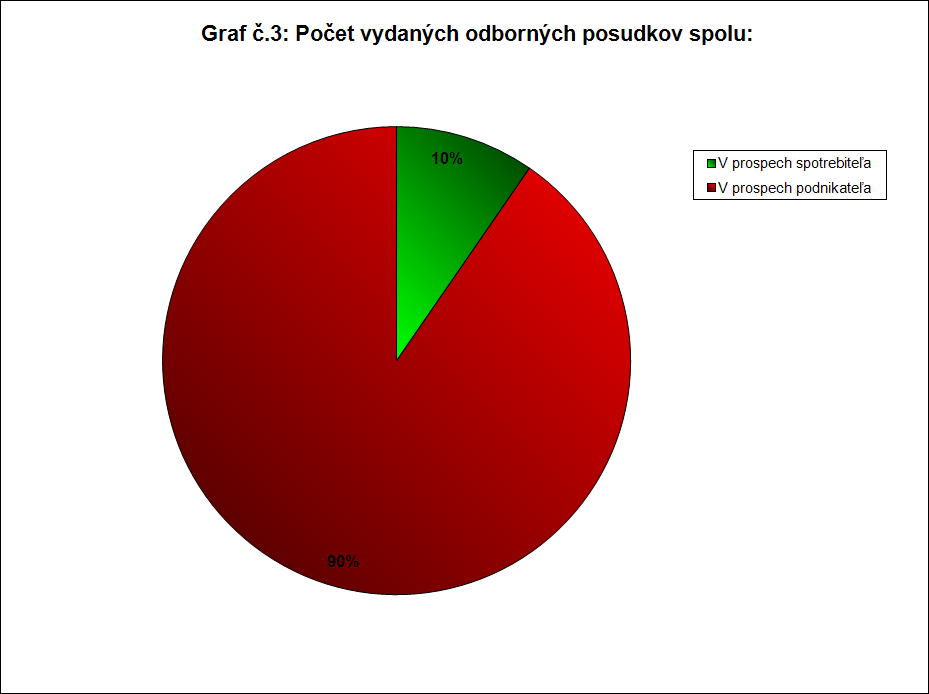 Graf č.3: Počet vydaných odborných posudkov spolu:
10%
V prospech spotrebiteľa
V prospech podnikateľa
90%